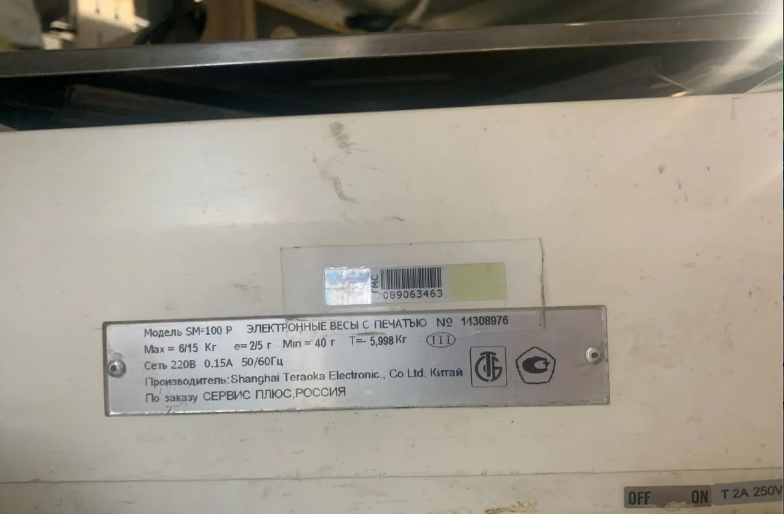 FMC
089063463
Модель SM-100 P ЭЛЕКТРОННЫЕ ВЕСЫ С ПЕЧАТЬЮ № 14308976
Max = 6/15 Кг e= 2/5 г Min = 40 г T=- 5,998 Кг III
Сеть 220В 0.15А 50/60Гц
Производитель: Shanghai Teraoka Electronic., Co Ltd. Китай
По заказу СЕРВИС ПЛЮС,РОССИЯ
OFF ON T 2A 250V